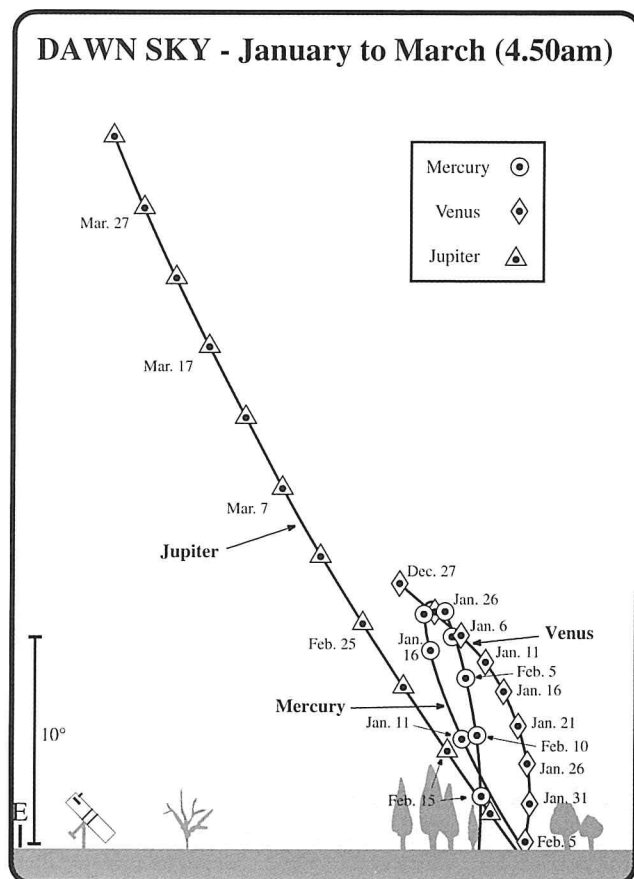 DAWN SKY - January to March (4.50am)
Mercury
Venus
Jupiter
Mar. 27
Mar. 17
Mar. 7
Jupiter
Dec. 27
Jan. 26
Jan. 6
Venus
Feb. 25
Jan.
16
Jan. 11
Feb. 5
Jan. 16
Mercury
Jan. 11
Jan. 21
10°
Feb. 10
Jan. 26
Feb. 15
Jan. 31
E
Feb. 5